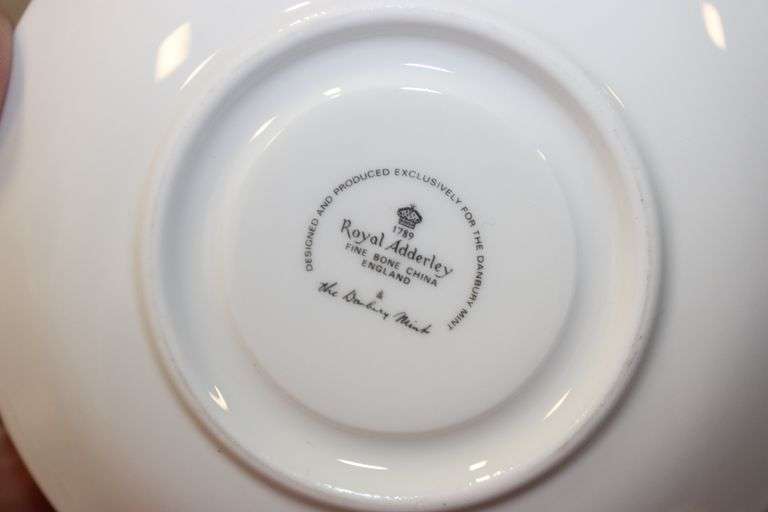 DESIGNED AND PRODUCED EXCLUSIVELY FOR THE DANBURY MINT
1789
Royal Adderley
FINE BONE CHINA
ENGLAND
&
the Danbury Mint